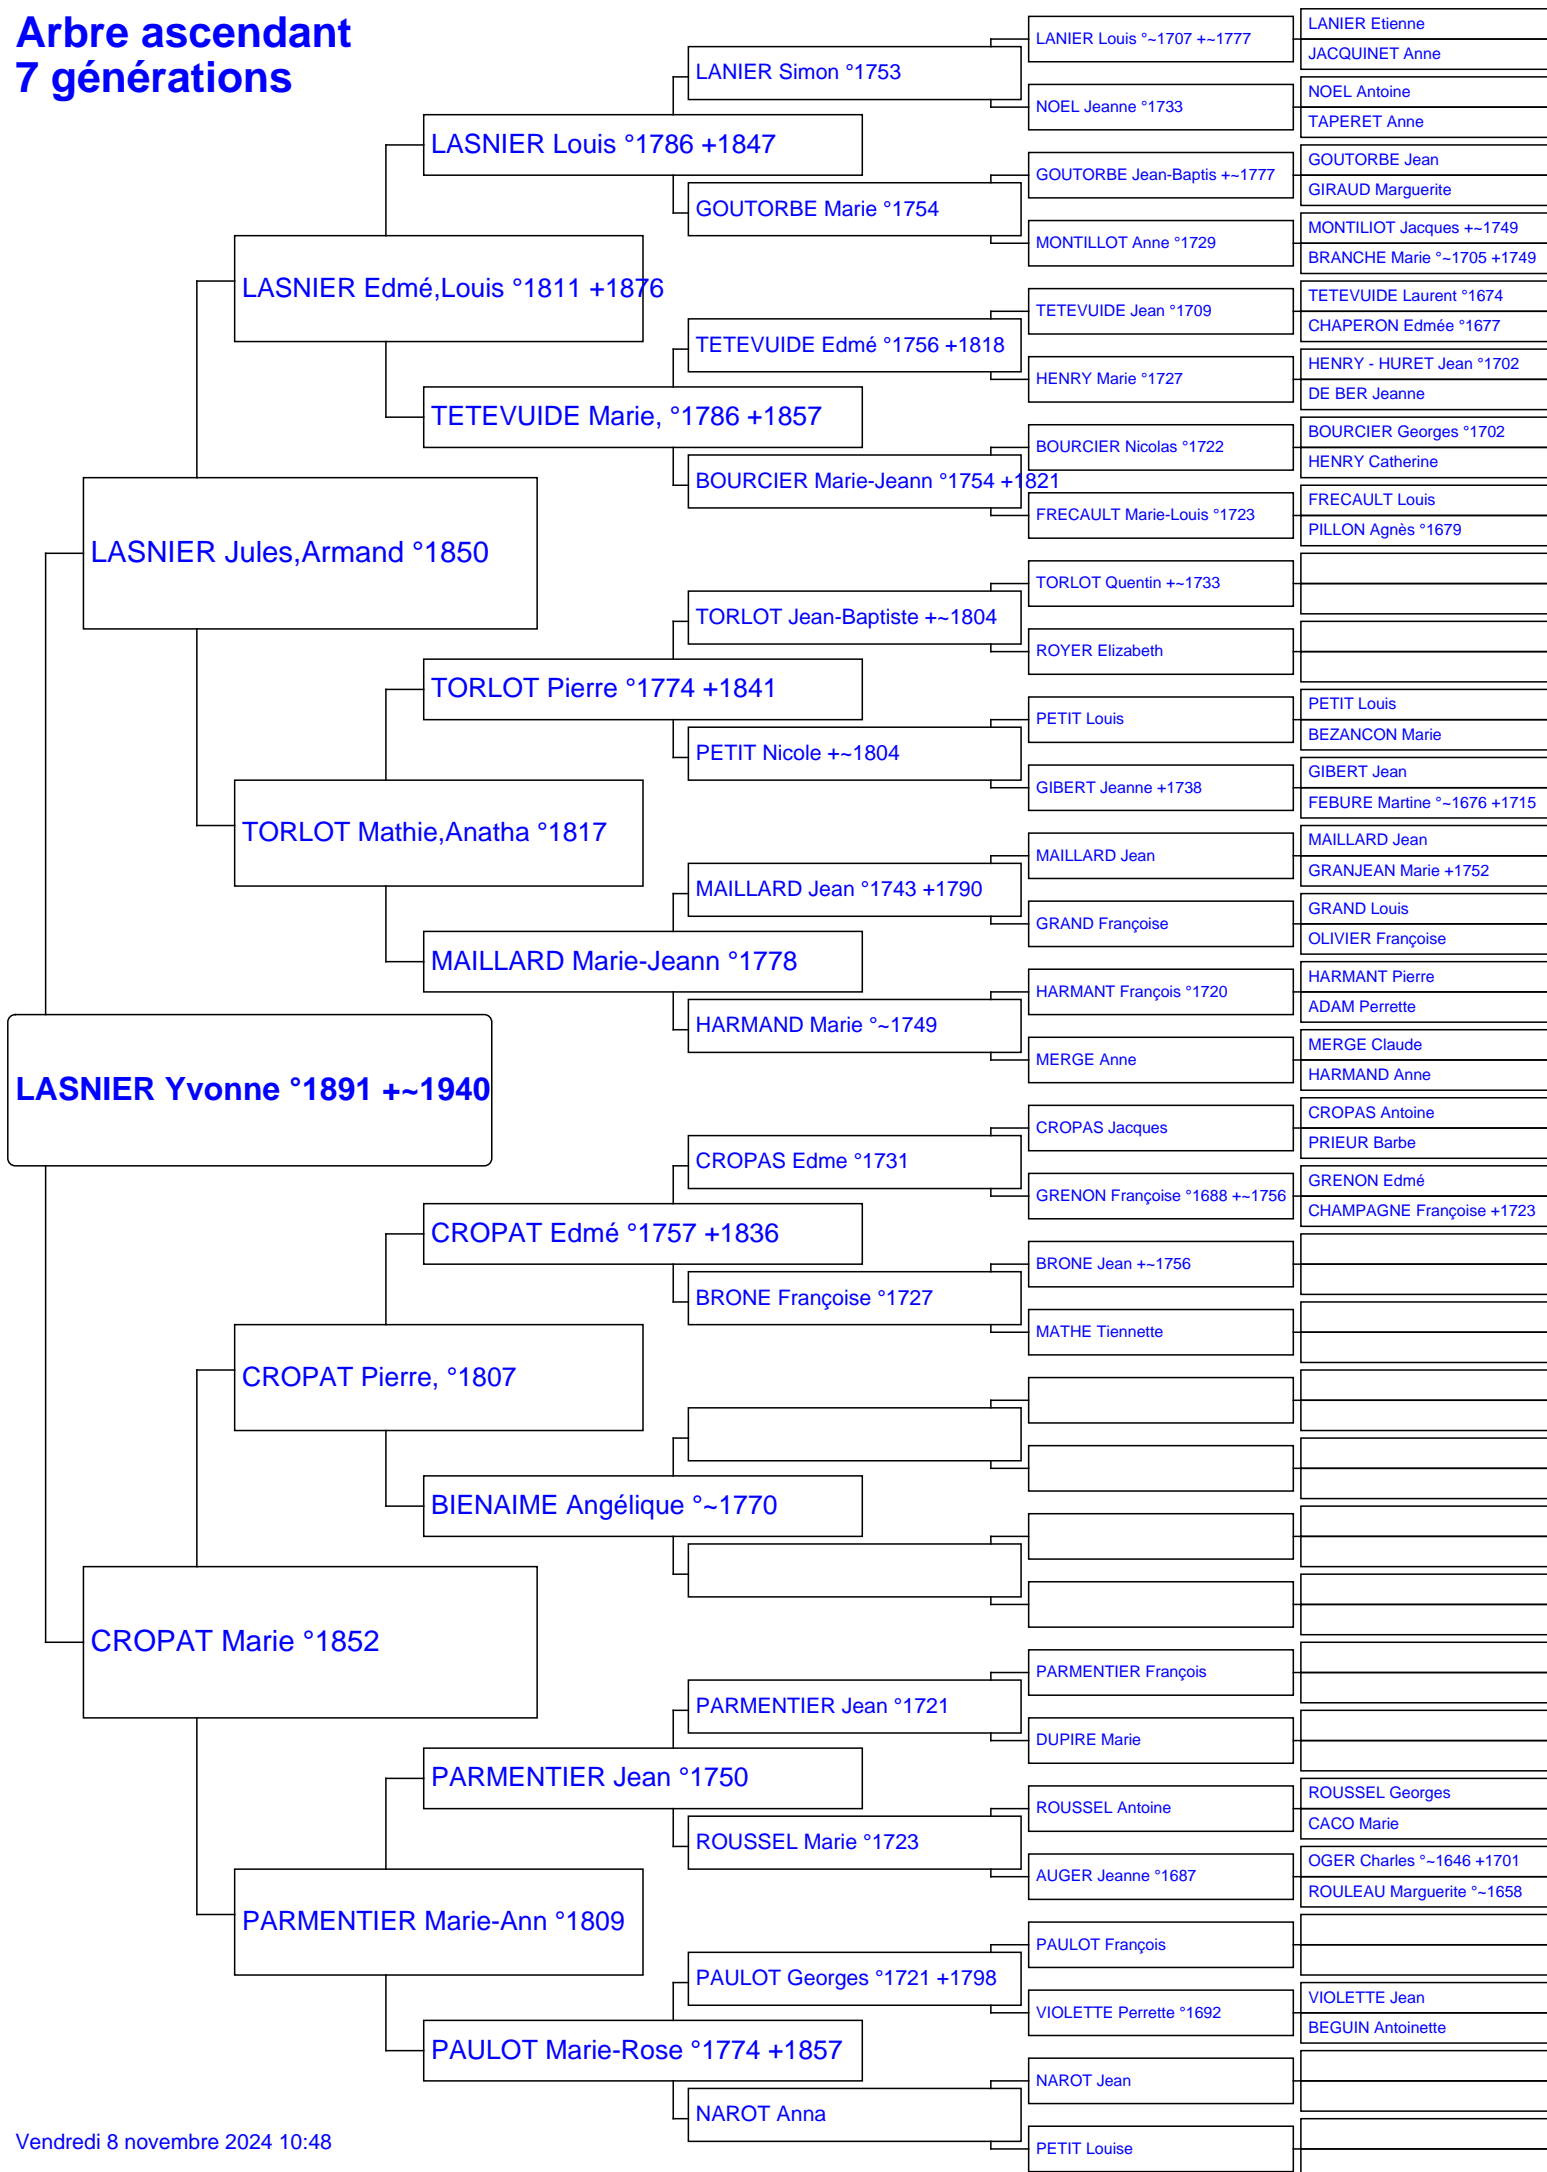 Arbre ascendant
7 générations
LASNIER Yvonne °1891 +~1940
LASNIER Jules,Armand °1850
CROPAT Marie °1852
LASNIER Edmé,Louis °1811 +1876
TORLOT Mathie,Anatha °1817
CROPAT Pierre, °1807
PARMENTIER Marie-Ann °1809
LASNIER Louis °1786 +1847
TETEVUIDE Marie, °1786 +1857
TORLOT Pierre °1774 +1841
MAILLARD Marie-Jeann °1778
CROPAT Edmé °1757 +1836
BIENAIME Angélique °~1770
PARMENTIER Jean °1750
PAULOT Marie-Rose °1774 +1857
LANIER Simon °1753
GOUTORBE Marie °1754
TETEVUIDE Edmé °1756 +1818
BOURCIER Marie-Jeann °1754 +1821
TORLOT Jean-Baptiste +~1804
PETIT Nicole +~1804
MAILLARD Jean °1743 +1790
HARMAND Marie °~1749
CROPAS Edme °1731
BRONE Françoise °1727
PARMENTIER Jean °1721
ROUSSEL Marie °1723
PAULOT Georges °1721 +1798
NAROT Anna
LANIER Louis °~1707 +~1777
NOEL Jeanne °1733
GOUTORBE Jean-Baptis +~1777
MONTILLOT Anne °1729
TETEVUIDE Jean °1709
HENRY Marie °1727
BOURCIER Nicolas °1722
FRECAULT Marie-Louis °1723
TORLOT Quentin +~1733
ROYER Elizabeth
PETIT Louis
GIBERT Jeanne +1738
MAILLARD Jean
GRAND Françoise
HARMANT François °1720
MERGE Anne
CROPAS Jacques
GRENON Françoise °1688 +~1756
BRONE Jean +~1756
MATHE Tiennette
PARMENTIER François
DUPIRE Marie
ROUSSEL Antoine
AUGER Jeanne °1687
PAULOT François
VIOLETTE Perrette °1692
NAROT Jean
PETIT Louise
LANIER Etienne
JACQUINET Anne
NOEL Antoine
TAPERET Anne
GOUTORBE Jean
GIRAUD Marguerite
MONTILIOT Jacques +~1749
BRANCHE Marie °~1705 +1749
TETEVUIDE Laurent °1674
CHAPERON Edmée °1677
HENRY - HURET Jean °1702
DE BER Jeanne
BOURCIER Georges °1702
HENRY Catherine
FRECAULT Louis
PILLON Agnès °1679
PETIT Louis
BEZANCON Marie
GIBERT Jean
FEBURE Martine °~1676 +1715
MAILLARD Jean
GRANJEAN Marie +1752
GRAND Louis
OLIVIER Françoise
HARMANT Pierre
ADAM Perrette
MERGE Claude
HARMAND Anne
CROPAS Antoine
PRIEUR Barbe
GRENON Edmé
CHAMPAGNE Françoise +1723
ROUSSEL Georges
CACO Marie
OGER Charles °~1646 +1701
ROULEAU Marguerite °~1658
VIOLETTE Jean
BEGUIN Antoinette
Vendredi 8 novembre 2024 10:48